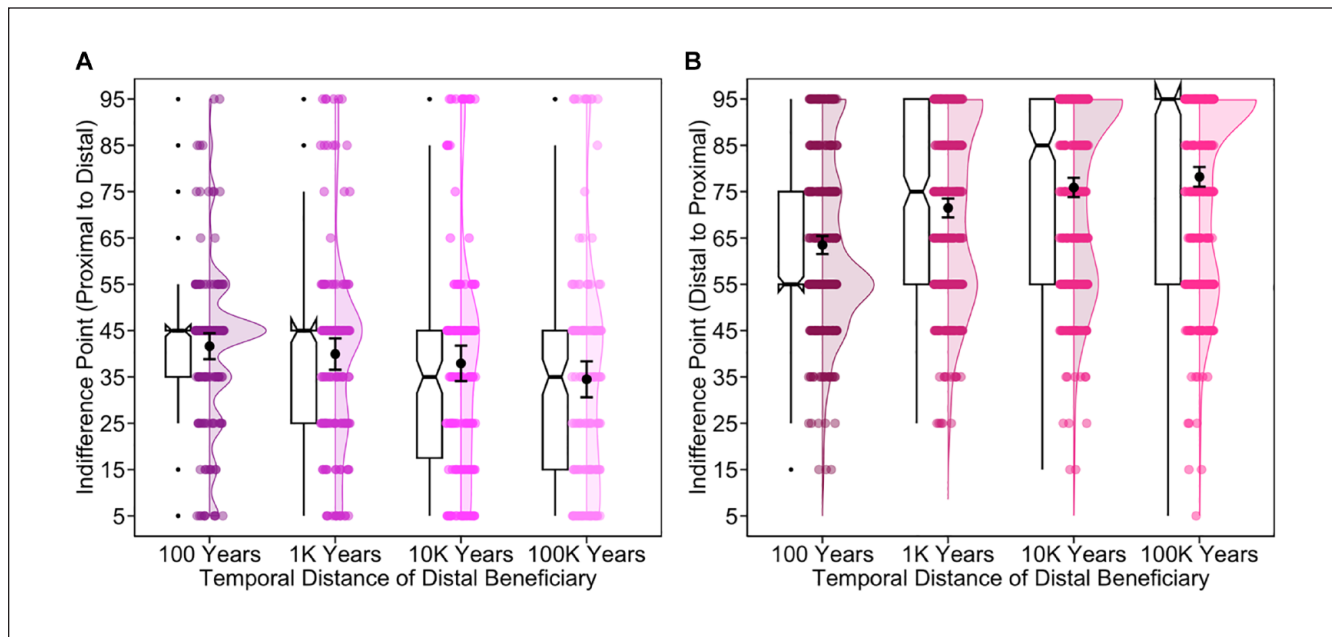 A
Indifference Point (Proximal to Distal)
95
85
75
65
55
45
35
25
15
5
100 Years 1K Years 10K Years 100K Years
Temporal Distance of Distal Beneficiary
B
Indifference Point (Distal to Proximal)
95
85
75
65
55
45
35
25
15
5
100 Years 1K Years 10K Years 100K Years
Temporal Distance of Distal Beneficiary